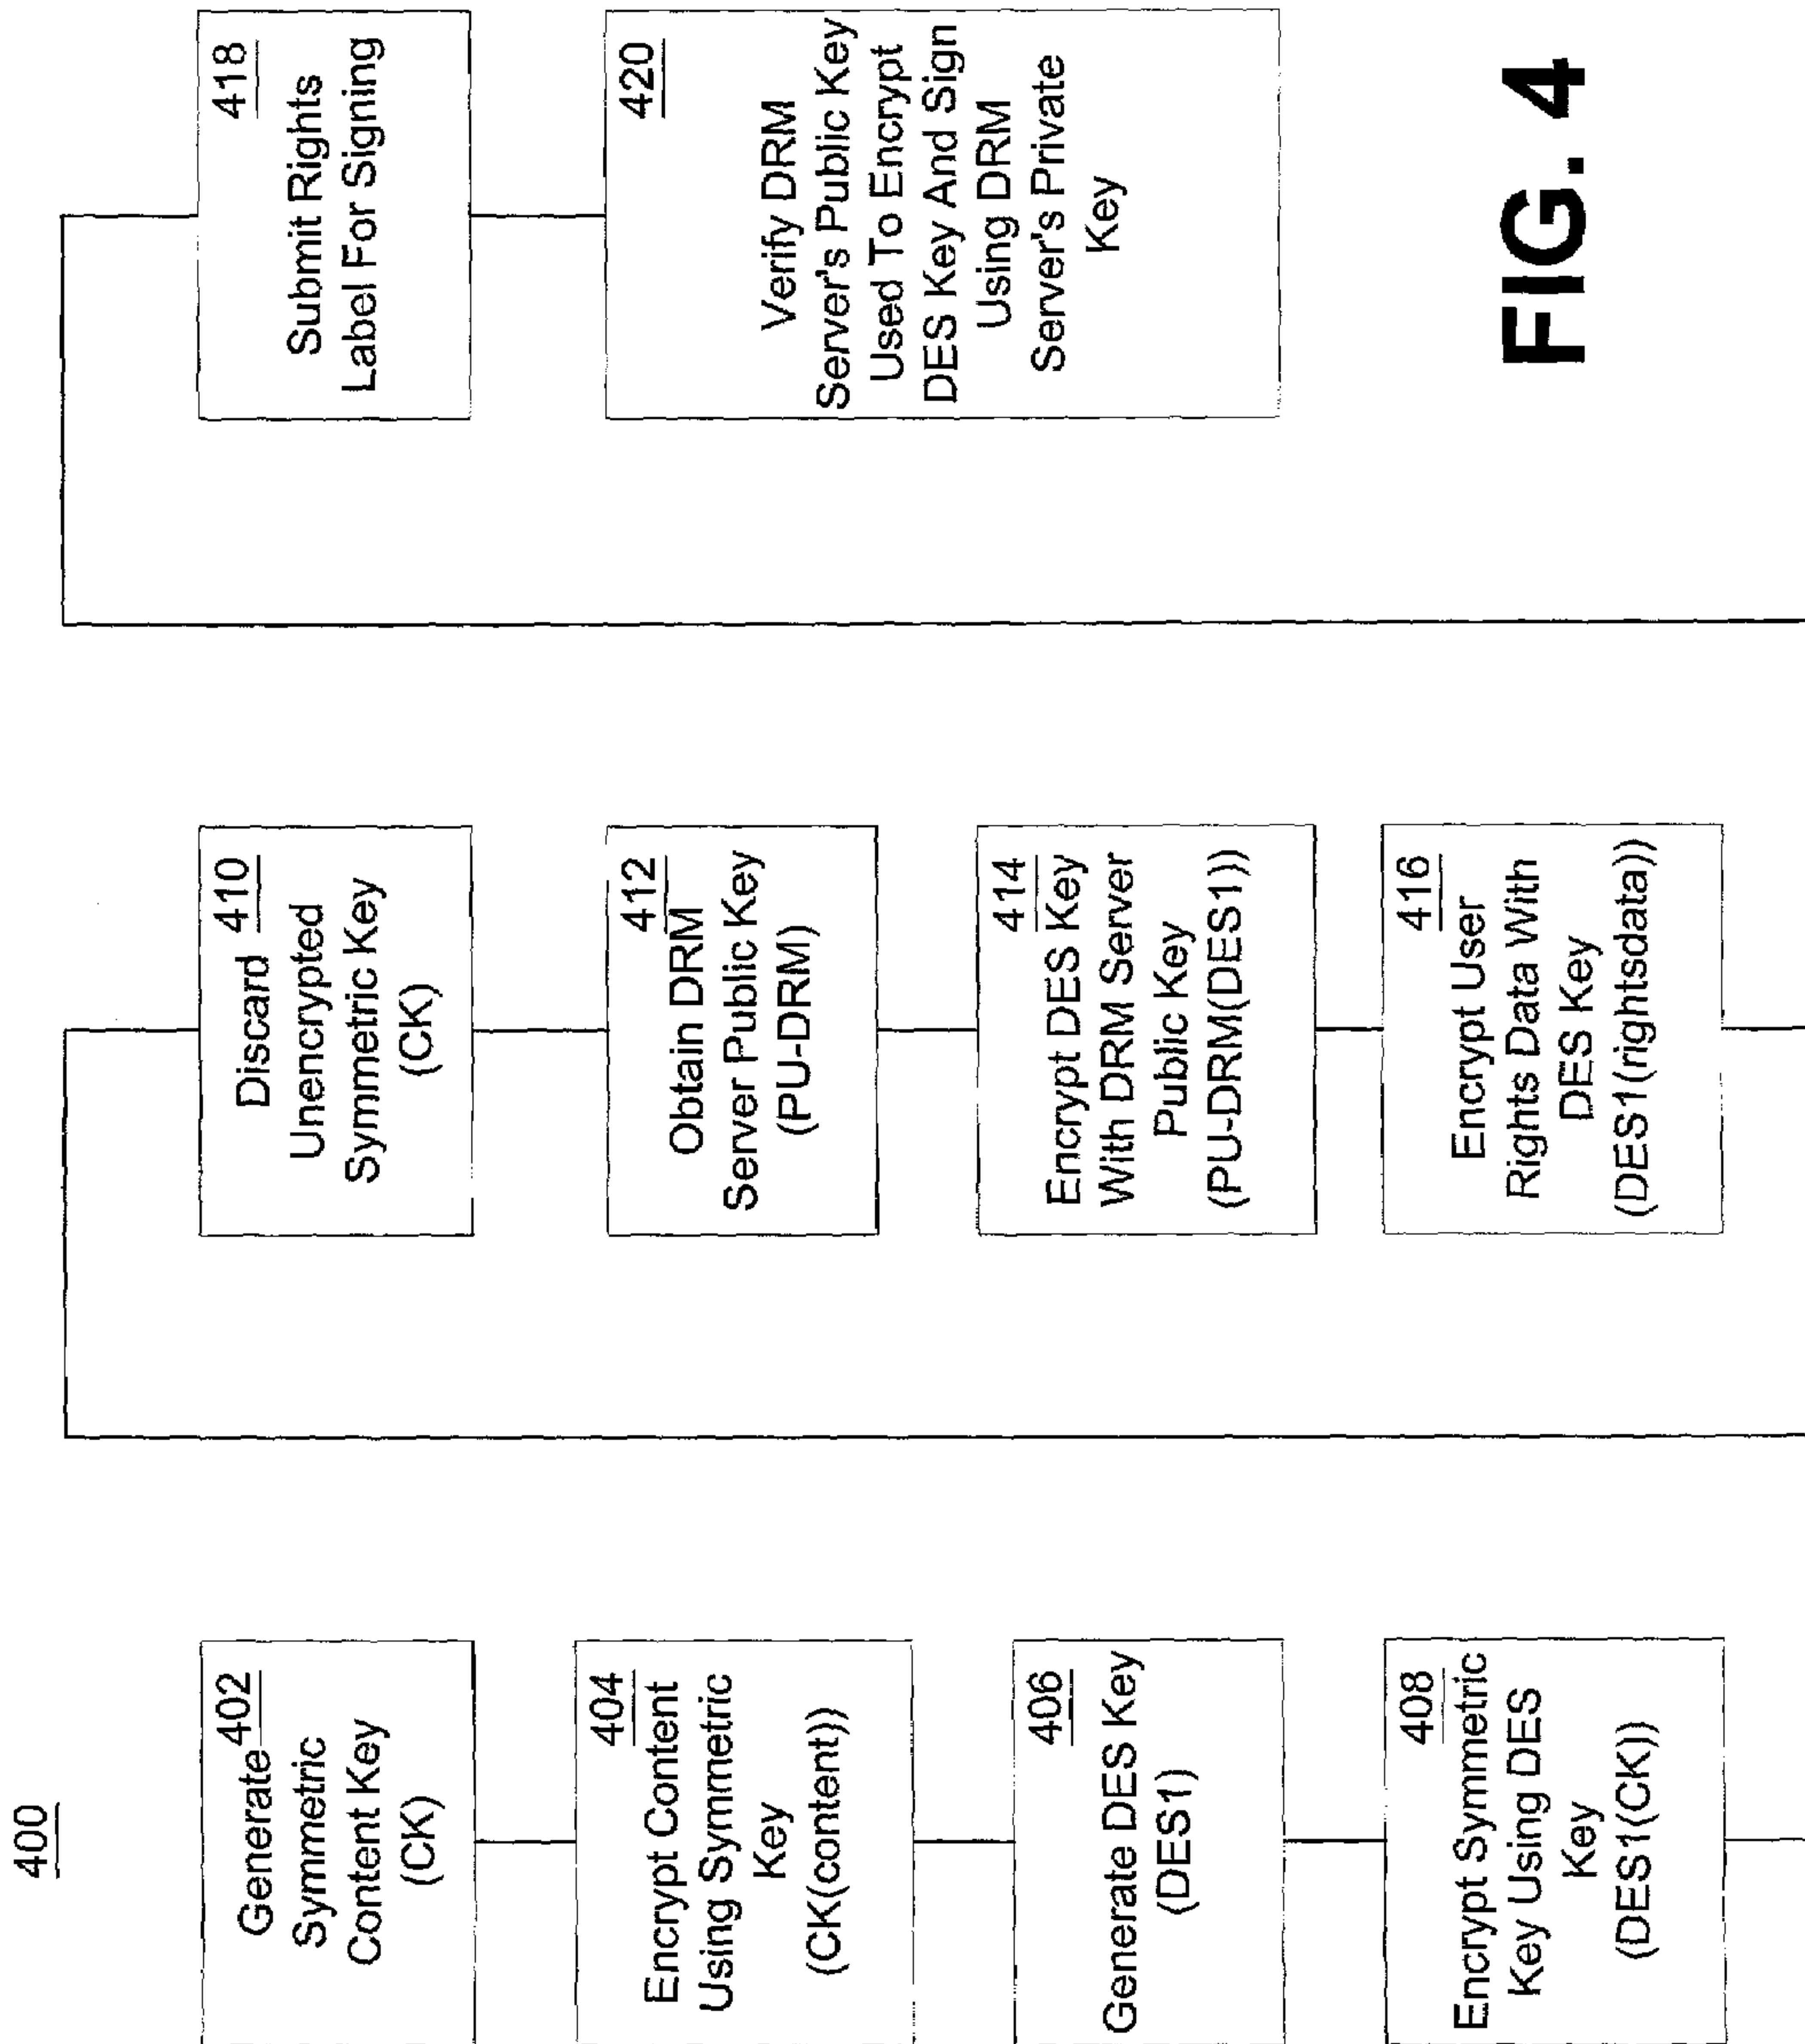 400
402
Generate
Symmetric
Content Key
(CK)
404
Encrypt Content
Using Symmetric
Key
(CK(content))
406
Generate DES Key
(DES1)
408
Encrypt Symmetric
Key Using DES
Key
(DES1(CK))
410
Discard
Unencrypted
Symmetric Key
(CK)
412
Obtain DRM
Server Public Key
(PU-DRM)
414
Encrypt DES Key
With DRM Server
Public Key
(PU-DRM(DES1))
416
Encrypt User
Rights Data With
DES Key
(DES1(rightsdata))
418
Submit Rights
Label For Signing
420
Verify DRM
Server's Public Key
Used To Encrypt
DES Key And Sign
Using DRM
Server's Private
Key
FIG. 4